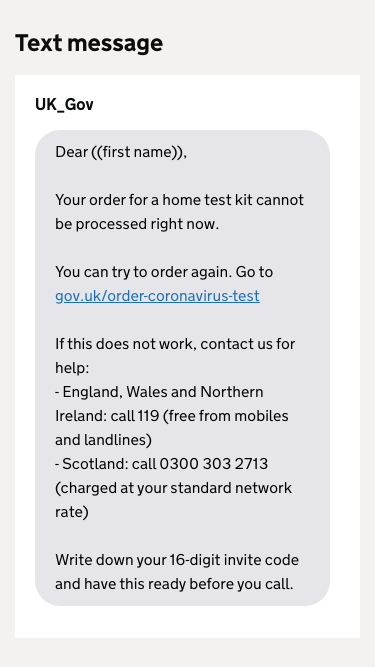 Text message
UK_Gov
Dear ((first name)),
Your order for a home test kit cannot
be processed right now.
You can try to order again. Go to
gov.uk/order-coronavirus-test
If this does not work, contact us for
help:
- England, Wales and Northern
Ireland: call 119 (free from mobiles
and landlines)
- Scotland: call 0300 303 2713
(charged at your standard network
rate)
Write down your 16-digit invite code
and have this ready before you call.